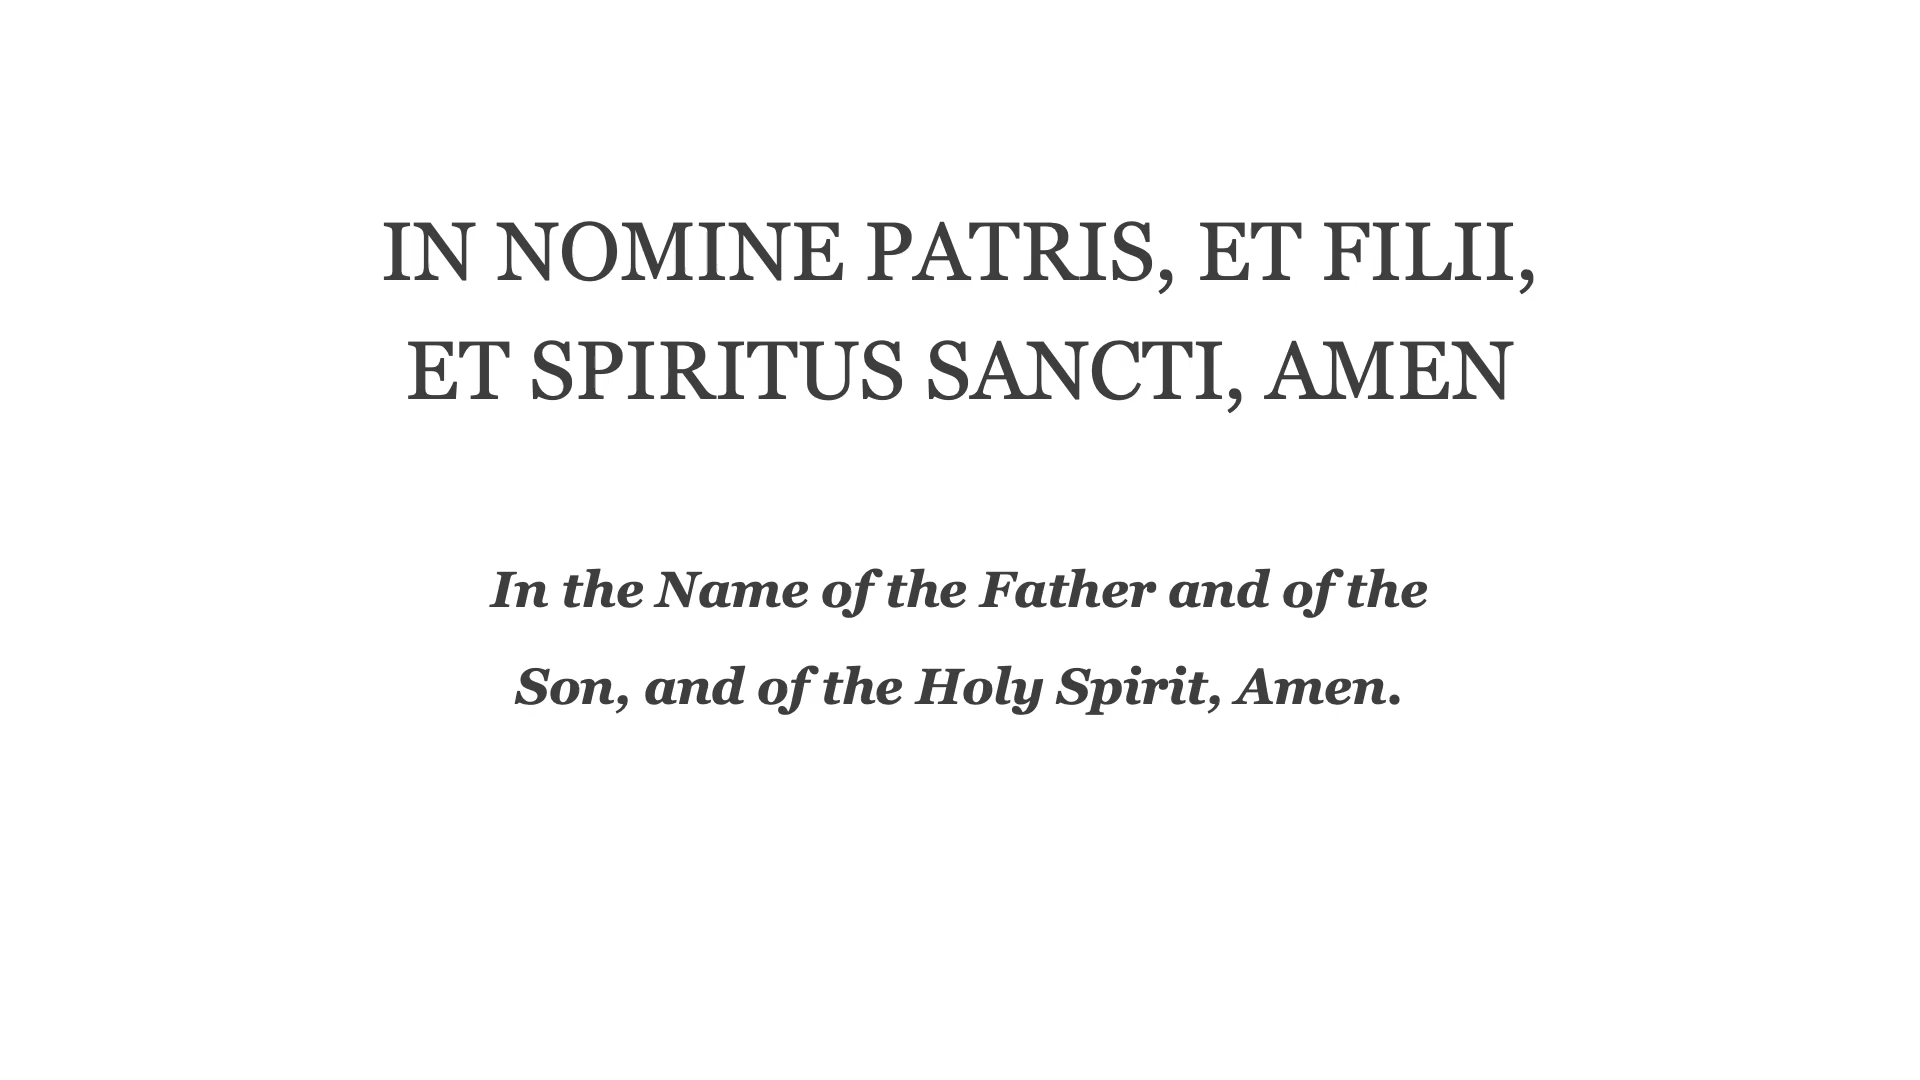 IN NOMINE PATRIS, ET FILII,
ET SPIRITUS SANCTI, AMEN
In the Name of the Father and of the
Son, and of the Holy Spirit, Amen.